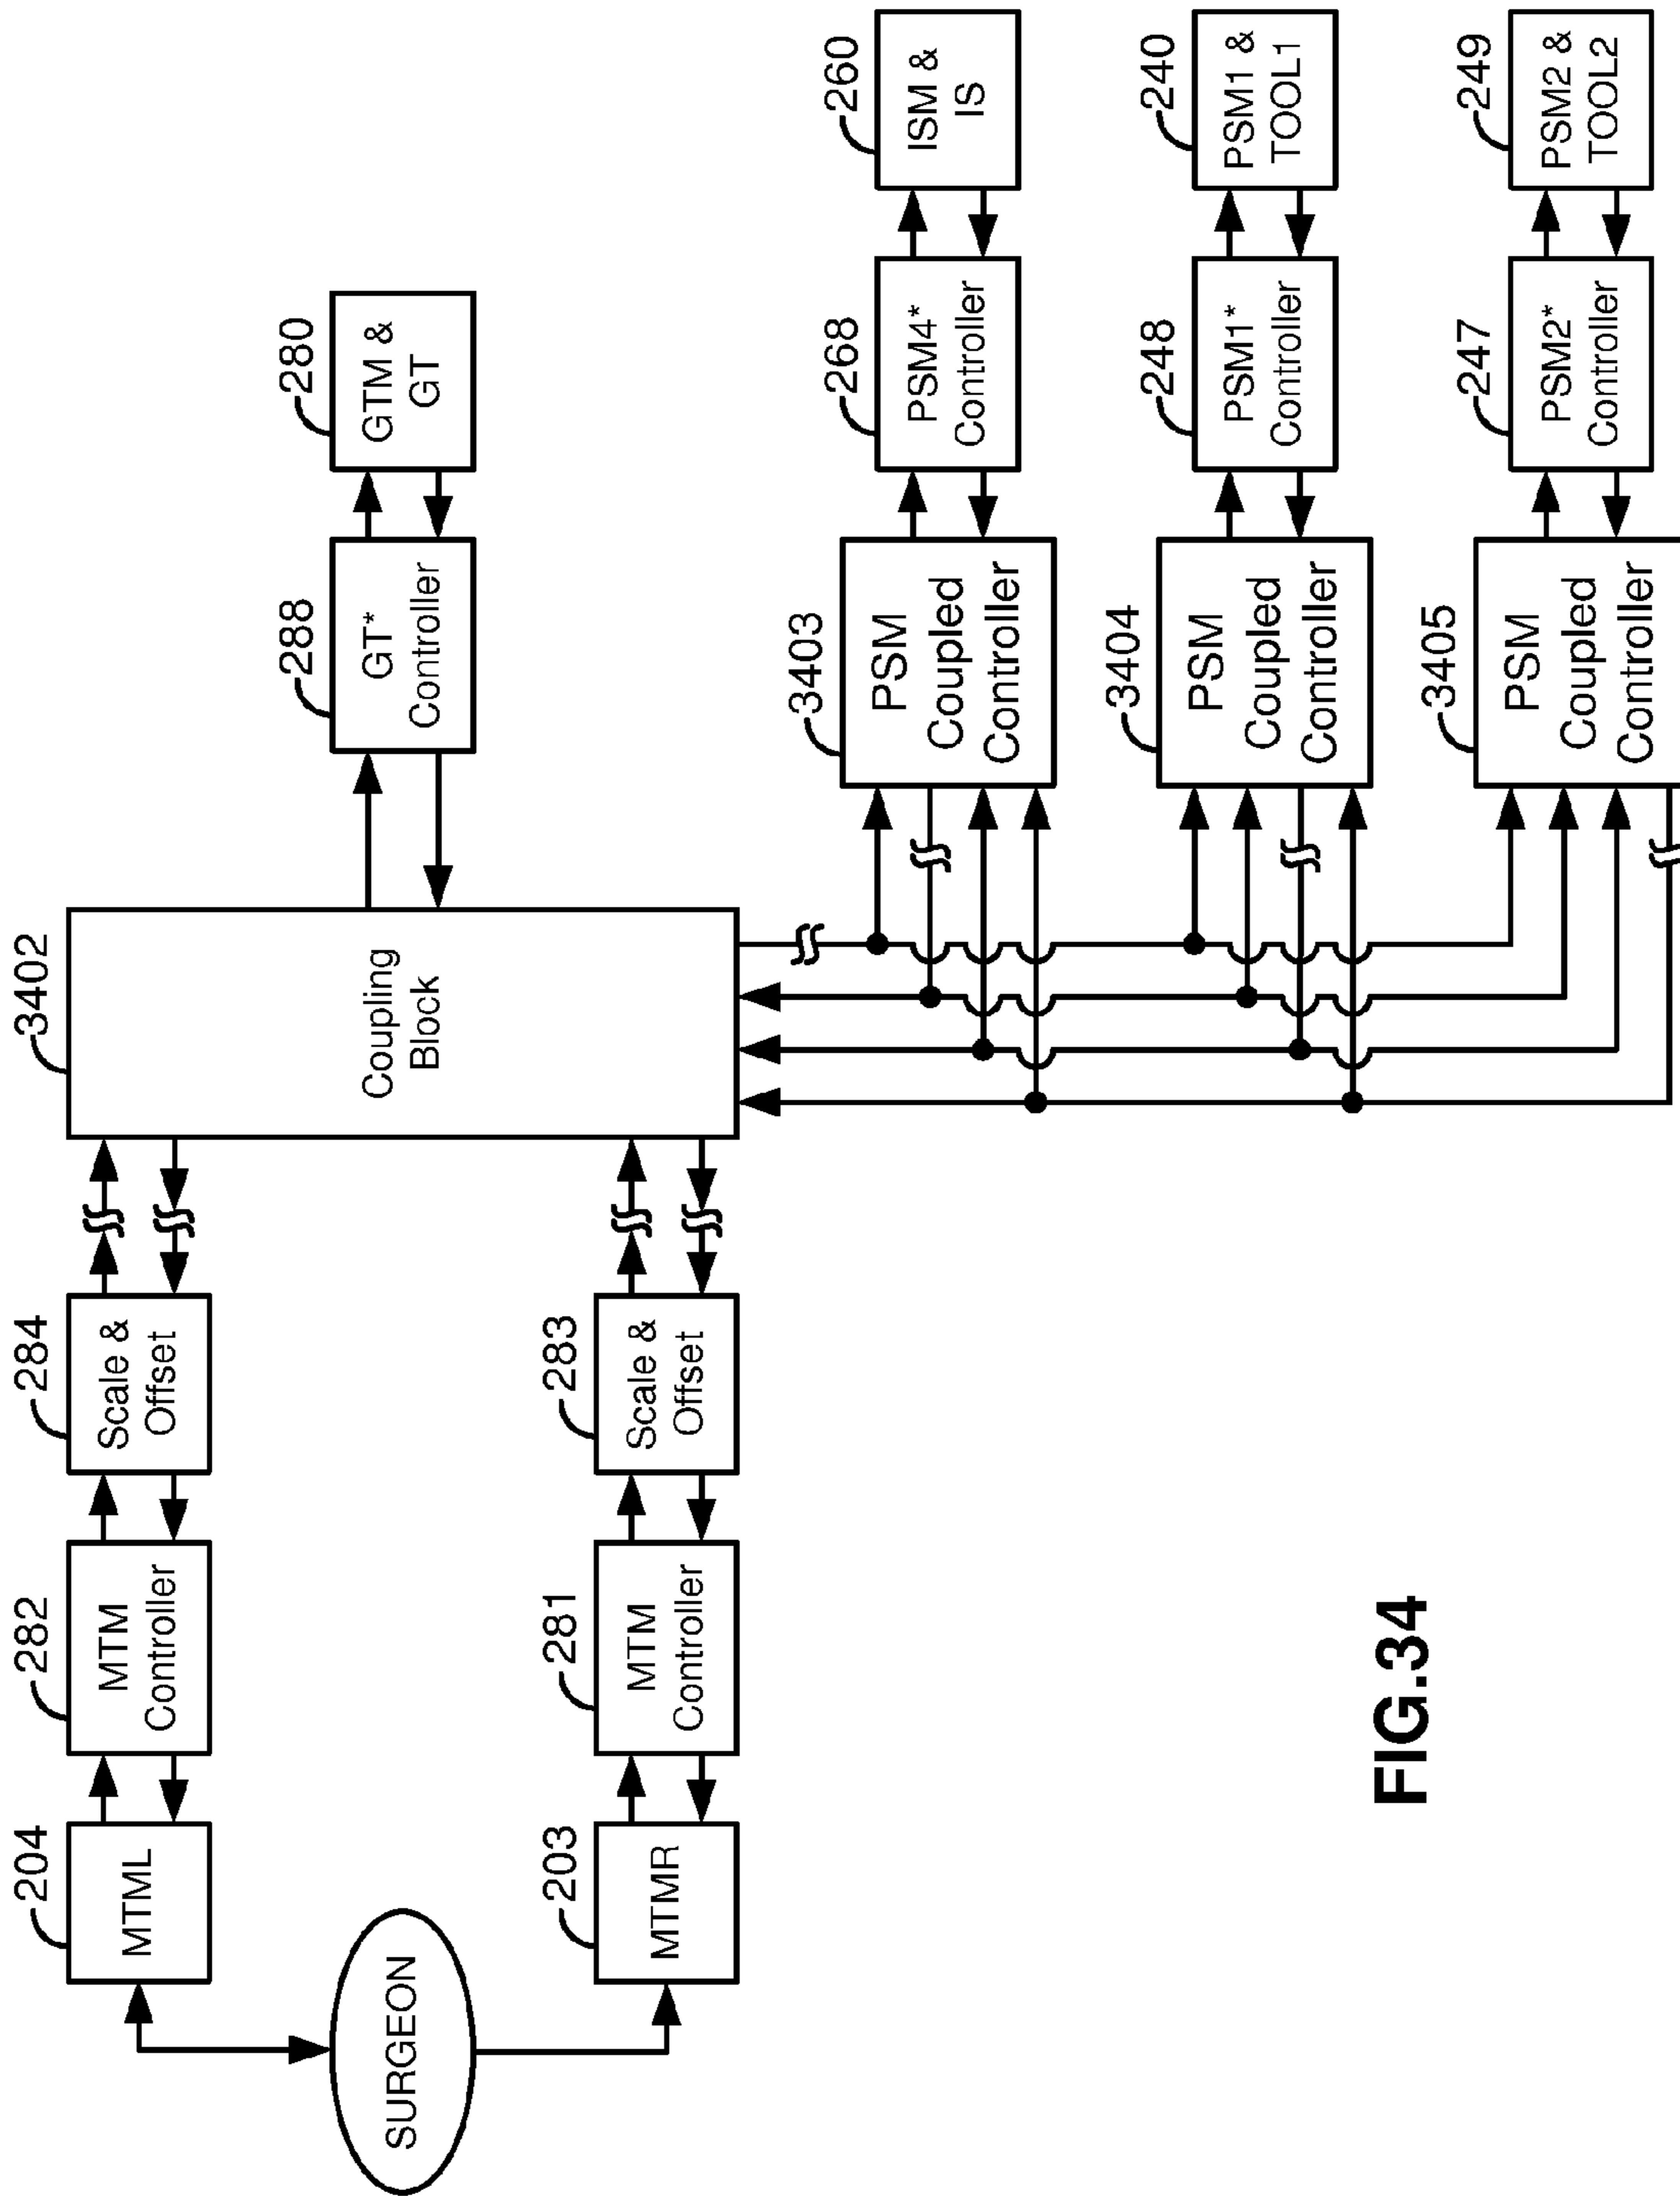 204
MTML
282
MTM
Controller
284
Scale &
Offset
3402
Coupling
Block
288
GT*
Controller
280
GTM &
GT
SURGEON
203
MTMR
281
MTM
Controller
283
Scale &
Offset
3403
PSM
Coupled
Controller
268
PSM4*
Controller
260
ISM &
IS
3404
PSM
Coupled
Controller
248
PSM1*
Controller
240
PSM1 &
TOOL1
3405
PSM
Coupled
Controller
247
PSM2*
Controller
249
PSM2 &
TOOL2
FIG.34